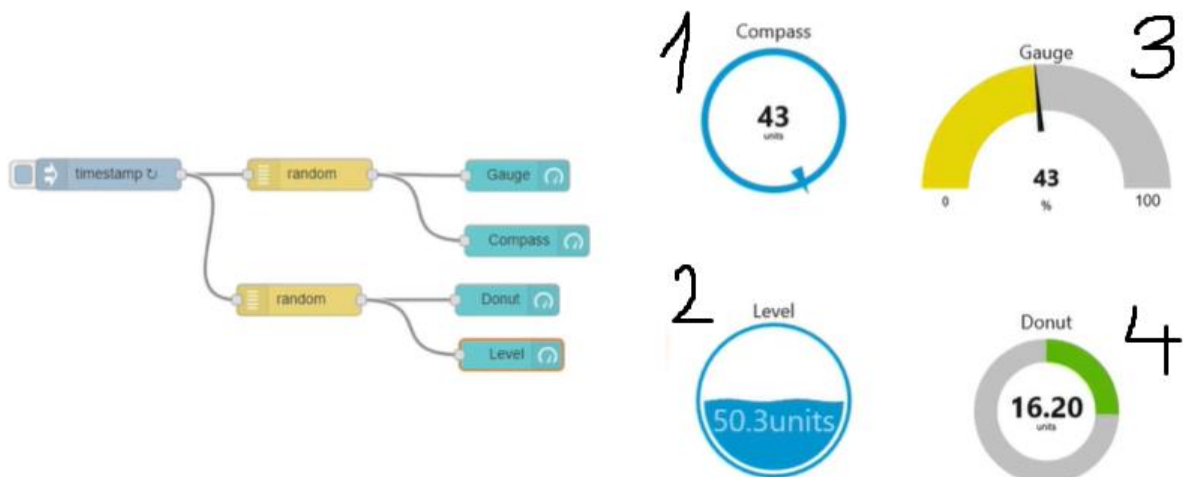 timestamp ↻
random
Gauge
Compass
random
Donut
Level
1
Compass
43
units
3
Gauge
43
0
100
%
2
Level
50.3units
Donut
4
16.20
units